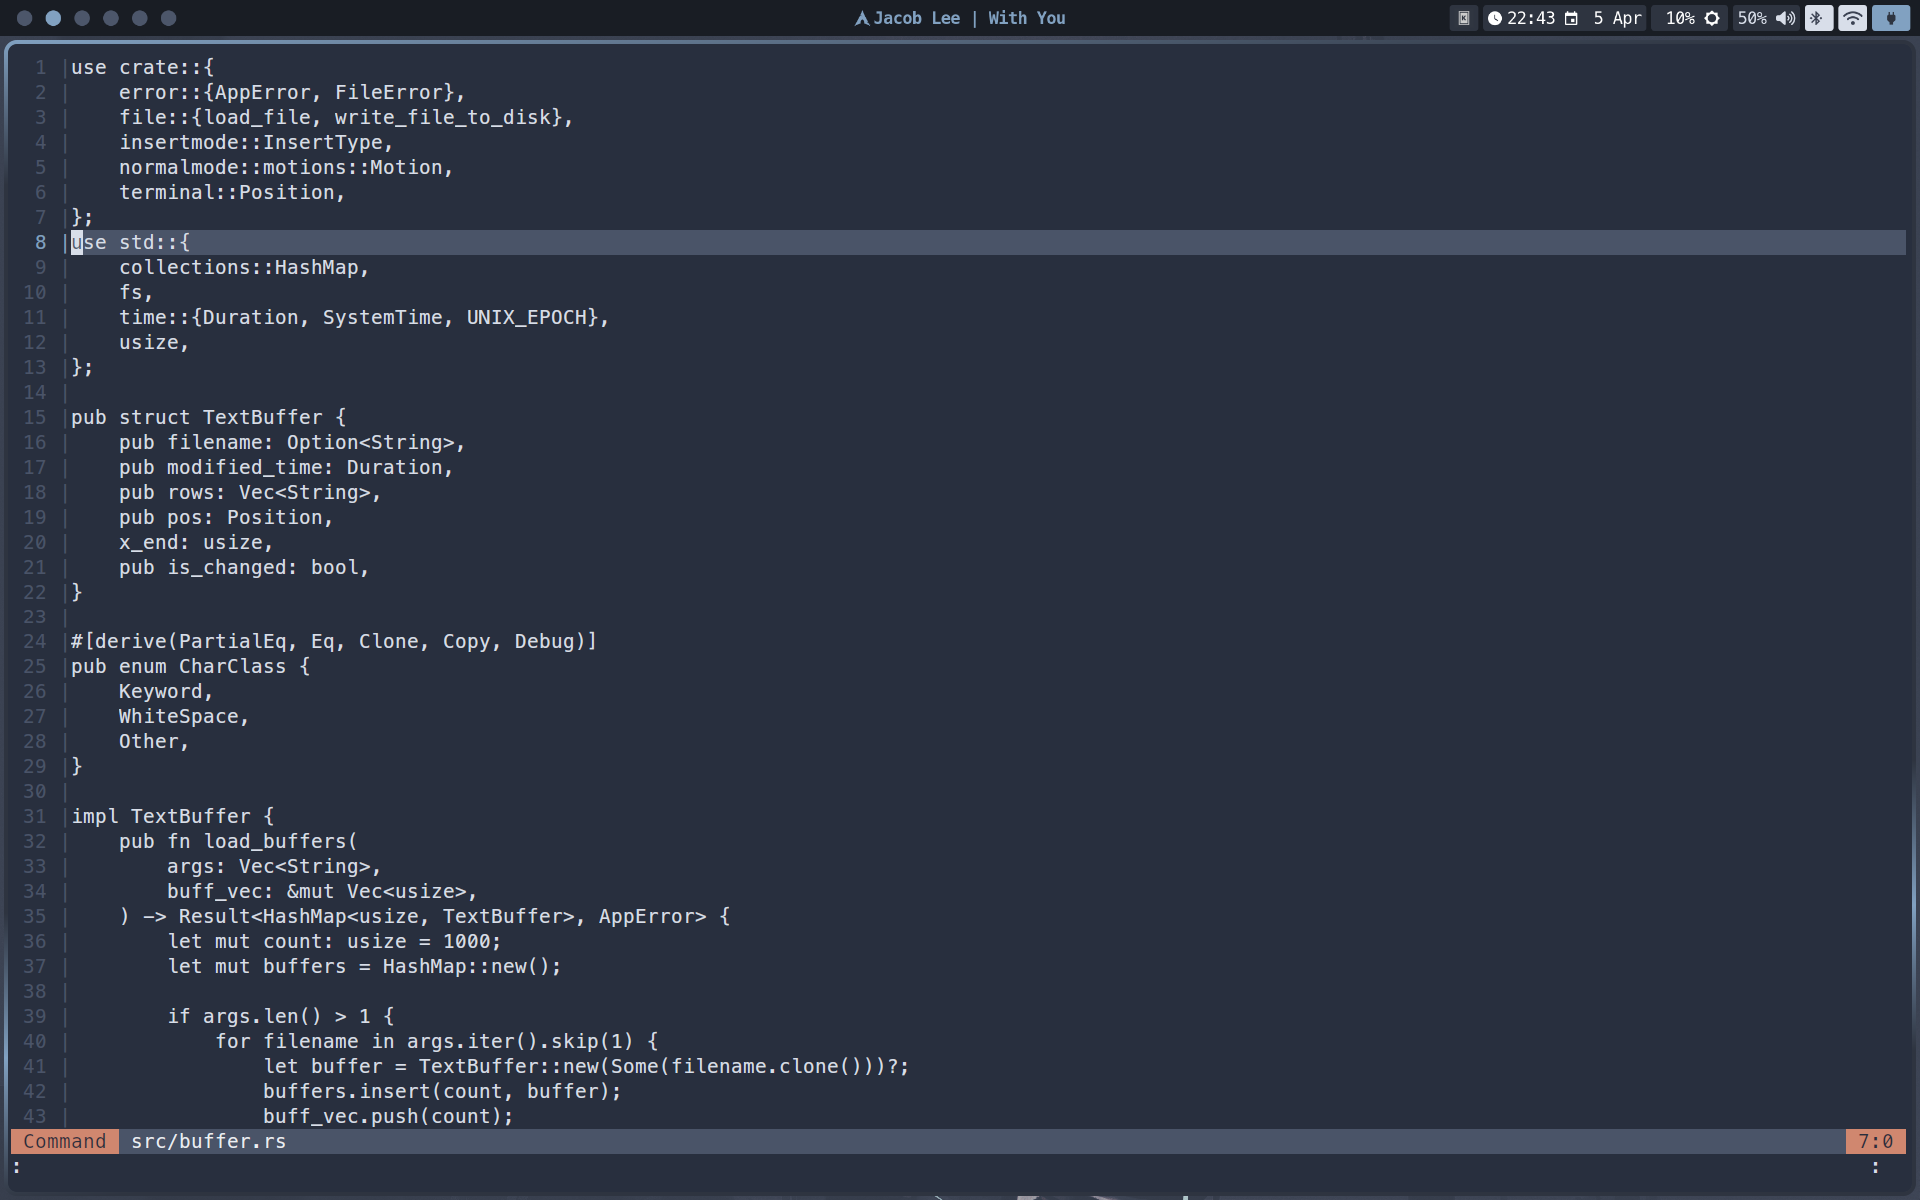 Jacob Lee | With You
22:43 5 Apr 10% 50%
1 |use crate::{
2 |    error::{AppError, FileError},
3 |    file::{load_file, write_file_to_disk},
4 |    insertmode::InsertType,
5 |    normalmode::motions::Motion,
6 |    terminal::Position,
7 |};
8 |use std::{
9 |    collections::HashMap,
10 |    fs,
11 |    time::{Duration, SystemTime, UNIX_EPOCH},
12 |    usize,
13 |};
14 |
15 |pub struct TextBuffer {
16 |    pub filename: Option<String>,
17 |    pub modified_time: Duration,
18 |    pub rows: Vec<String>,
19 |    pub pos: Position,
20 |    x_end: usize,
21 |    pub is_changed: bool,
22 |}
23 |
24 |#[derive(PartialEq, Eq, Clone, Copy, Debug)]
25 |pub enum CharClass {
26 |    Keyword,
27 |    WhiteSpace,
28 |    Other,
29 |}
30 |
31 |impl TextBuffer {
32 |    pub fn load_buffers(
33 |        args: Vec<String>,
34 |        buff_vec: &mut Vec<usize>,
35 |    ) -> Result<HashMap<usize, TextBuffer>, AppError> {
36 |        let mut count: usize = 1000;
37 |        let mut buffers = HashMap::new();
38 |
39 |        if args.len() > 1 {
40 |            for filename in args.iter().skip(1) {
41 |                let buffer = TextBuffer::new(Some(filename.clone()))?;
42 |                buffers.insert(count, buffer);
43 |                buff_vec.push(count);
Command src/buffer.rs 7:0
: :